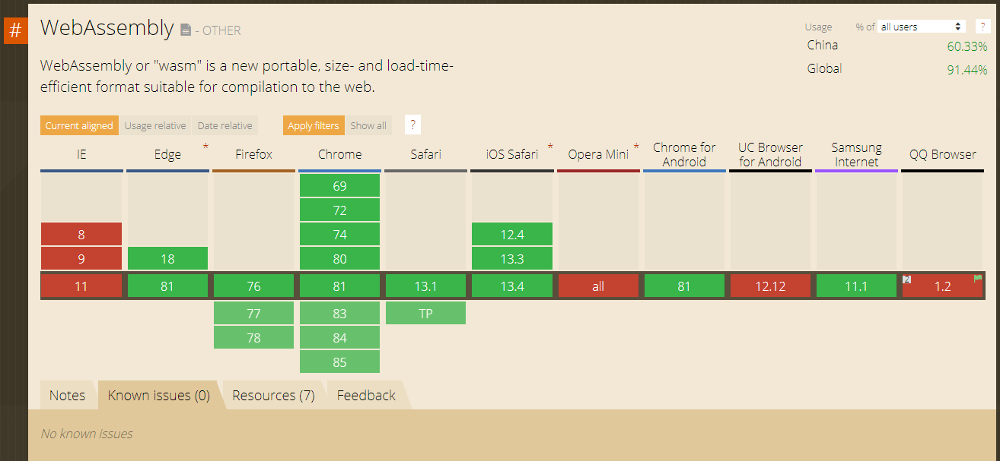 #
WebAssembly - OTHER
Usage % of all users ?
China 60.33%
Global 91.44%
WebAssembly or "wasm" is a new portable, size- and load-time-
efficient format suitable for compilation to the web.
Current aligned Usage relative Date relative Apply filters Show all ?
IE Edge * Firefox Chrome Safari iOS Safari * Opera Mini * Chrome for Android UC Browser for Android Samsung Internet QQ Browser
69
72
8 74 12.4
9 18 80 13.3
11 81 76 81 13.1 13.4 all 81 12.12 11.1 2 1.2
77 83 TP
78 84
85
Notes Known issues (0) Resources (7) Feedback
No known issues